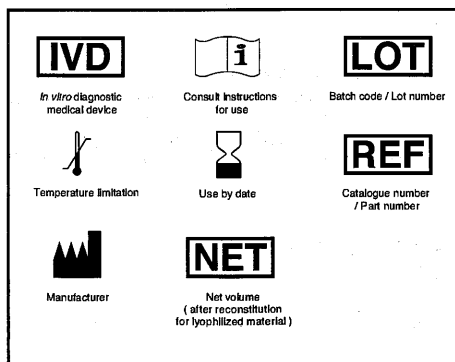 IVD
In vitro diagnostic
medical device
i
Consult instructions
for use
LOT
Batch code / Lot number
Temperature limitation
Use by date
REF
Catalogue number
/ Part number
Manufacturer
NET
Net volume
( after reconstitution
for lyophilized material )